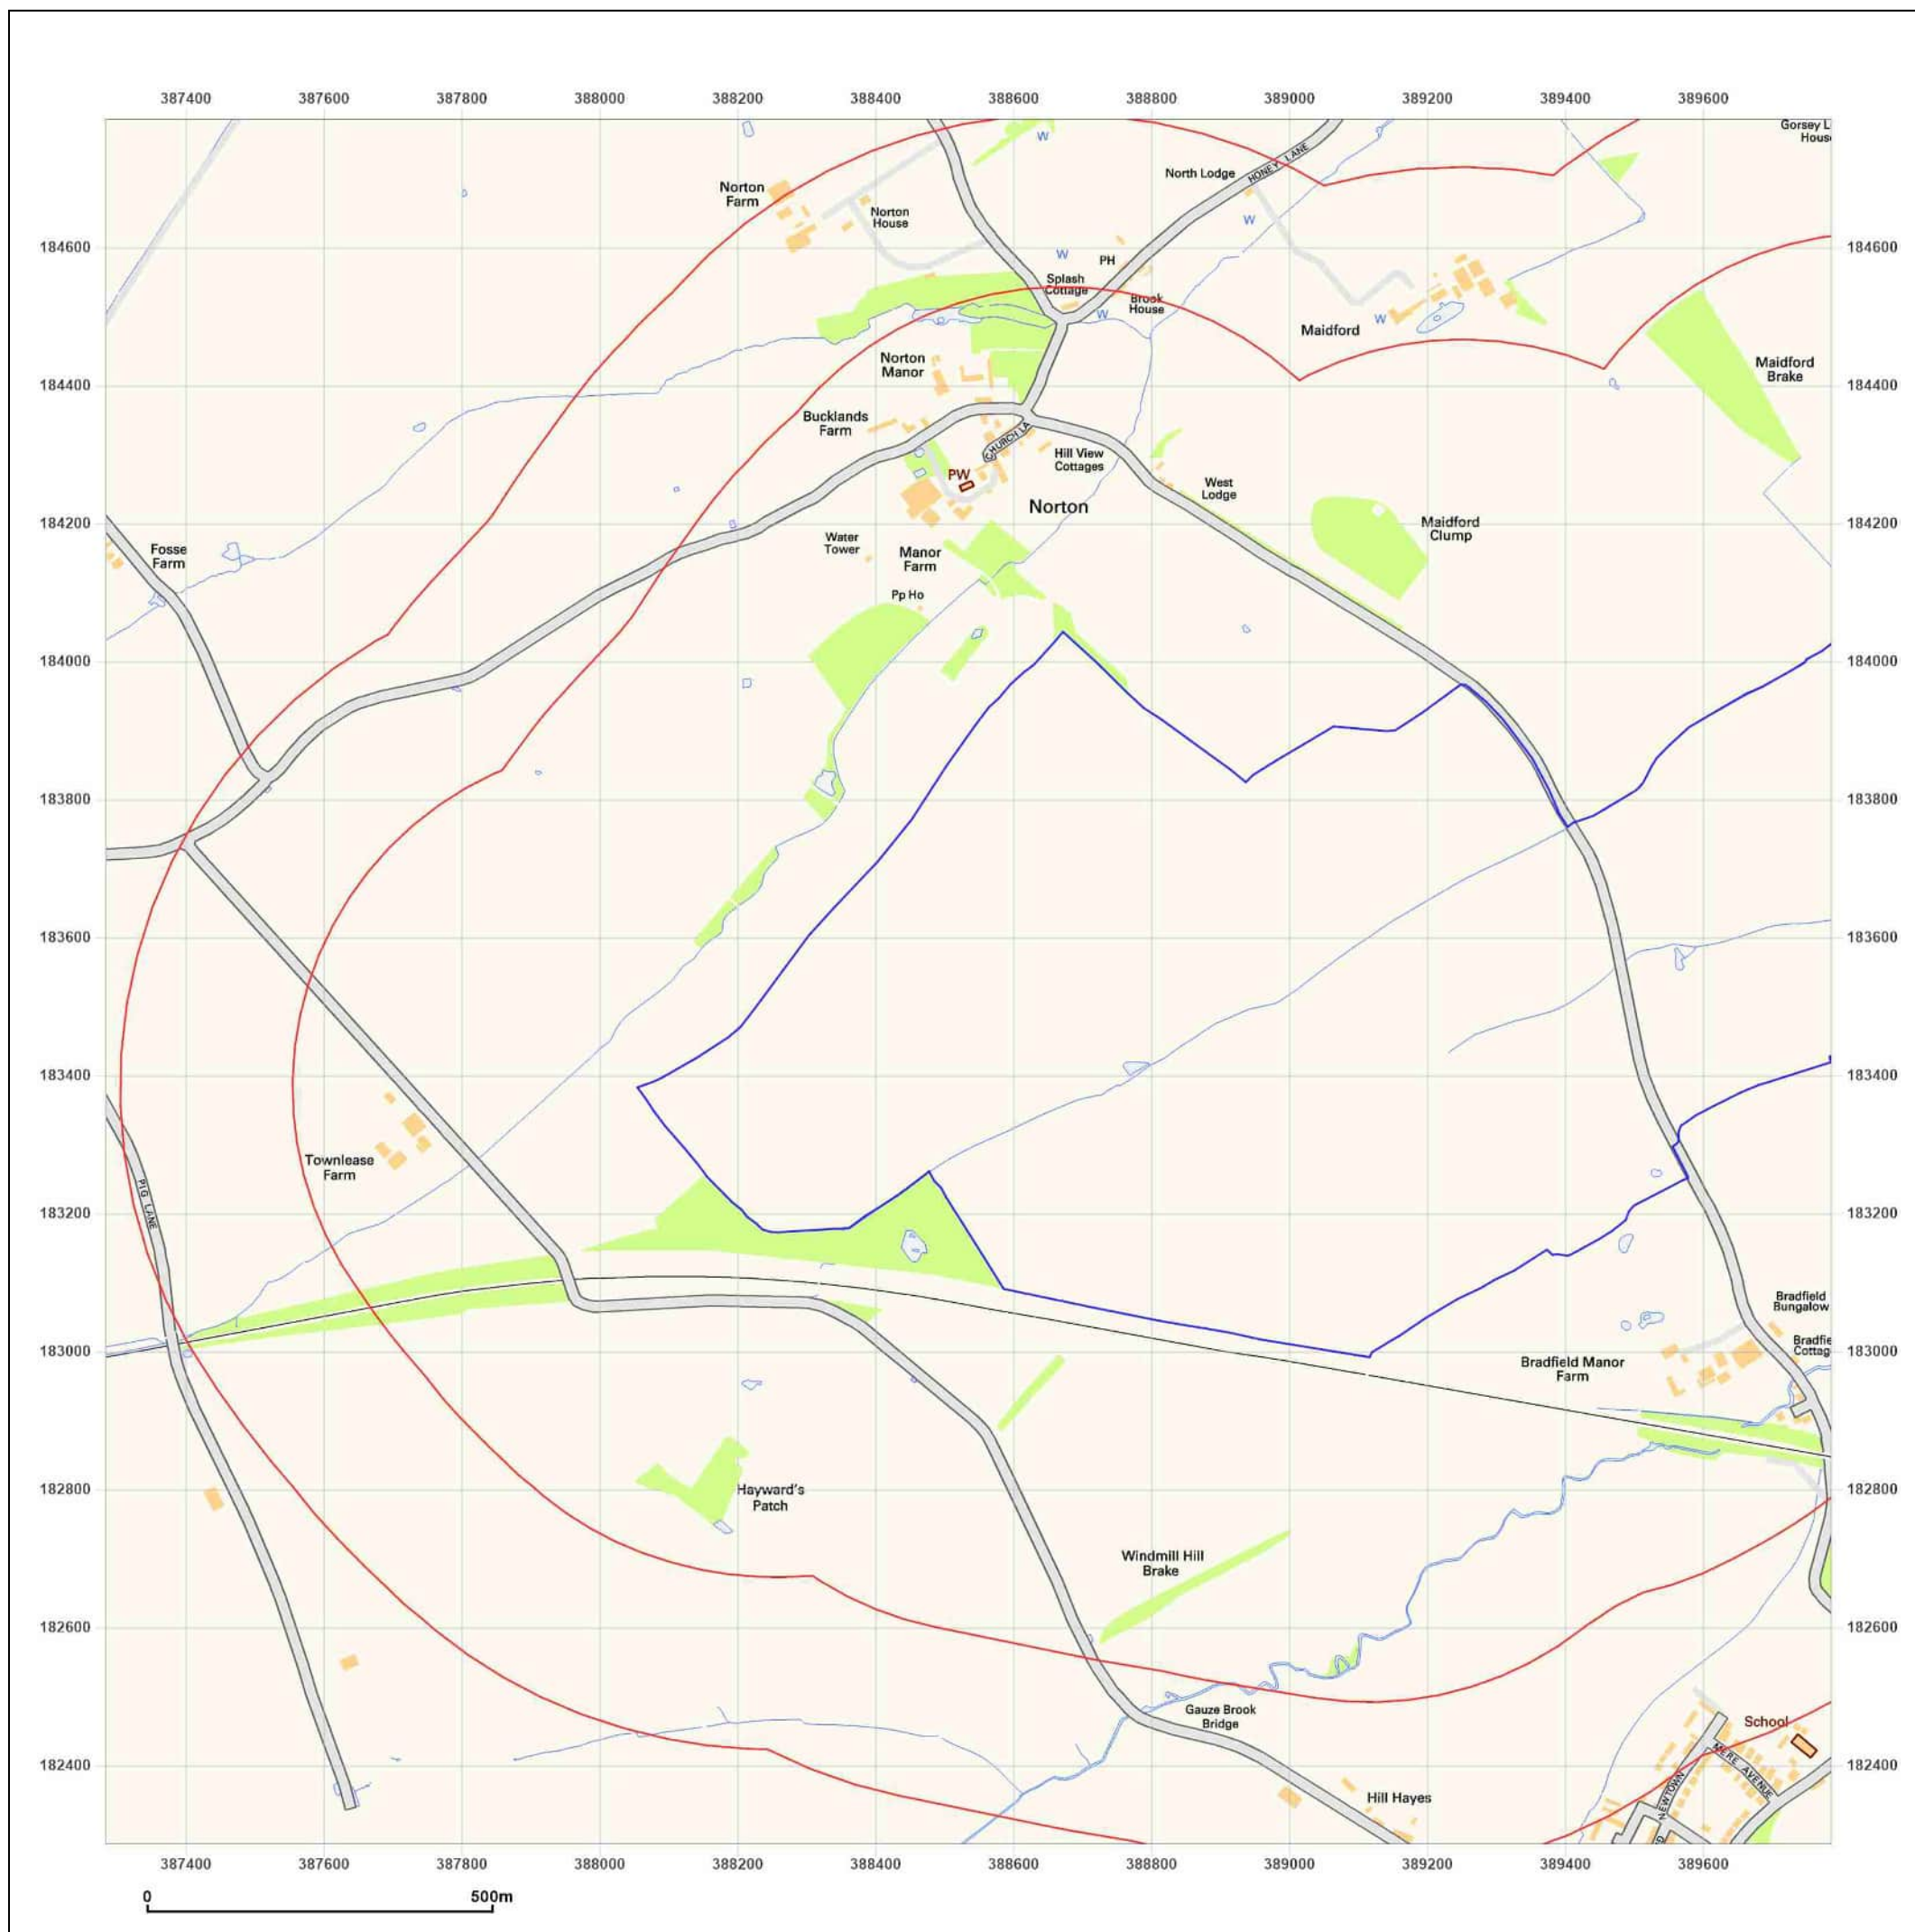 387400 387600 387800 388000 388200 388400 388600 388800 389000 389200 389400 389600
Gorsey L
Hous
W
HONEY LANE
North Lodge
Norton
Farm
Norton
House
W
184600
184600
W
PH
Splash
Cottage
Brook
House
W
W
Maidford
Norton
Manor
Maidford
Brake
184400
184400
Bucklands
Farm
CHURCH LA
Hill View
Cottages
PW
West
Lodge
Norton
184200
184200
Maidford
Clump
Water
Tower
Fosse
Farm
Manor
Farm
Pp Ho
184000
184000
183800
183800
183600
183600
183400
183400
Townlease
Farm
PIG LANE
183200
183200
Bradfield
Bungalow
Bradfie
Cottag
183000
183000
Bradfield Manor
Farm
182800
182800
Hayward's
Patch
Windmill Hill
Brake
182600
182600
Gauze Brook
Bridge
School
MERE AVENUE
182400
182400
NEWTOWN
Hill Hayes
387400 387600 387800 388000 388200 388400 388600 388800 389000 389200 389400 389600
0 500m